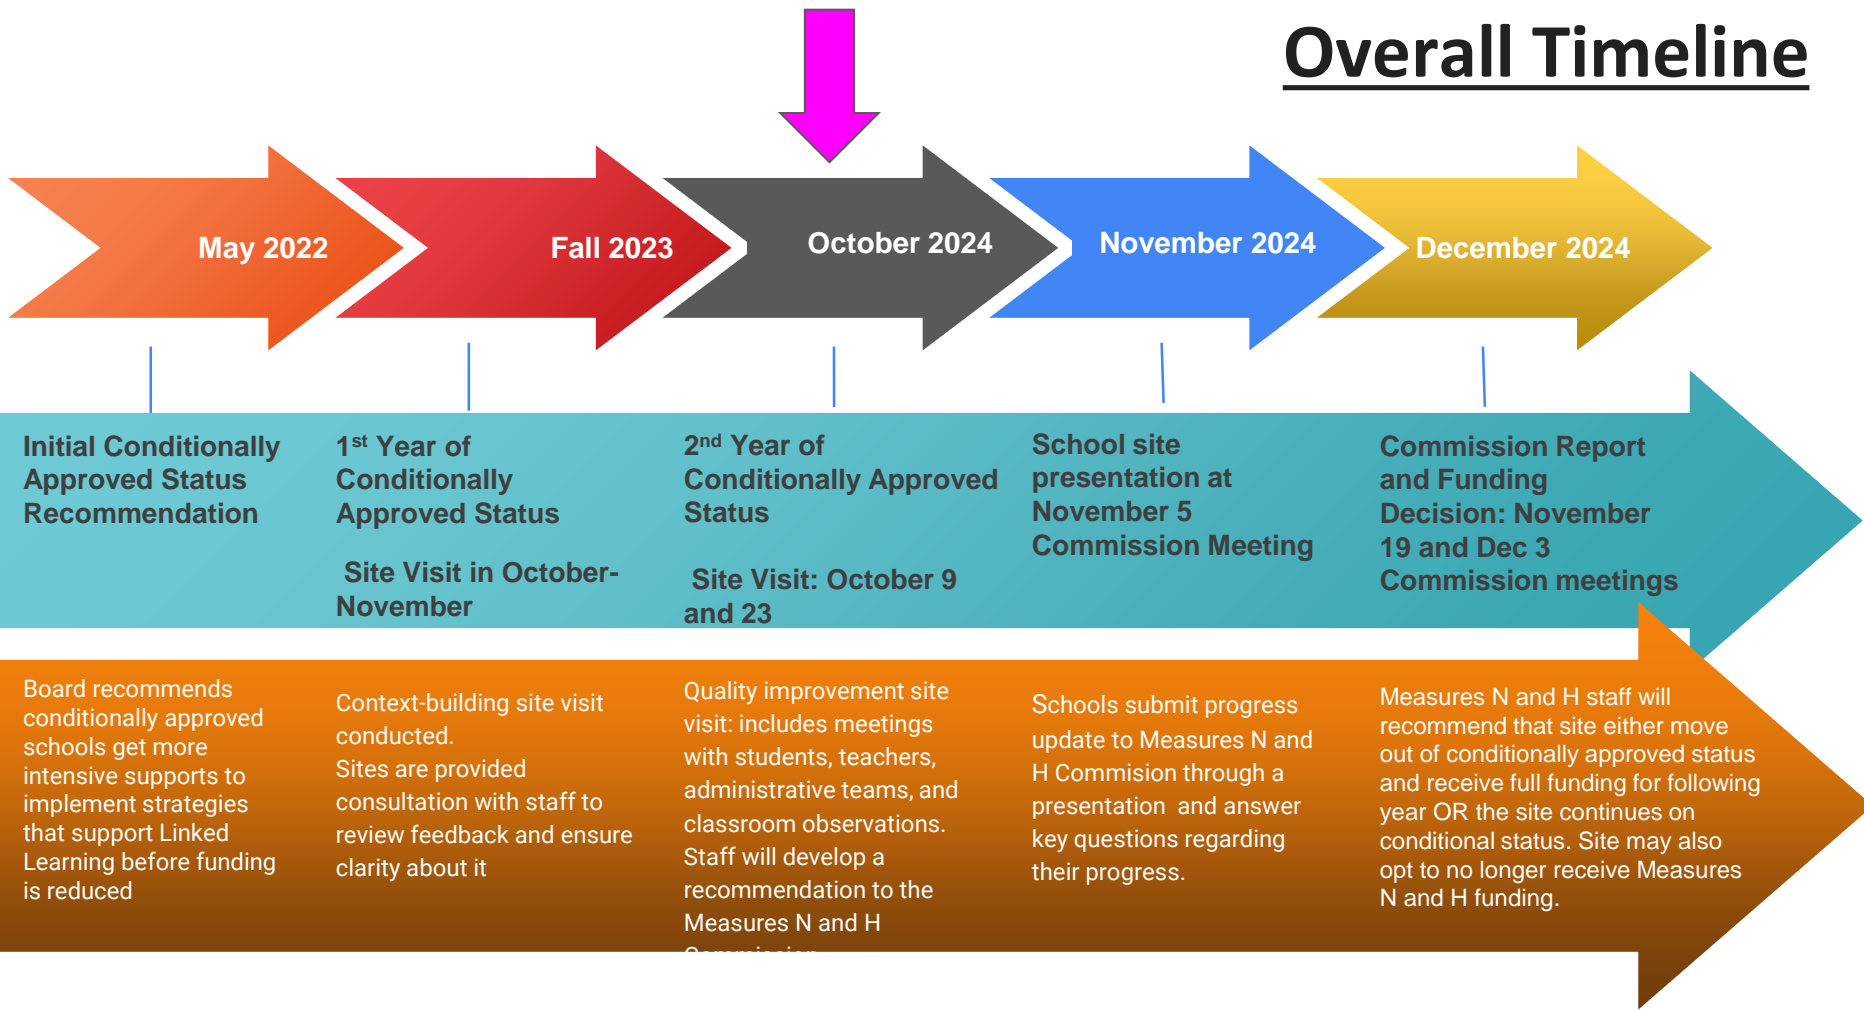 Overall Timeline
May 2022
Fall 2023
October 2024
November 2024
December 2024
Initial Conditionally
Approved Status
Recommendation
1st Year of
Conditionally
Approved Status
Site Visit in October-
November
2nd Year of
Conditionally Approved
Status
Site Visit: October 9
and 23
School site
presentation at
November 5
Commission Meeting
Commission Report
and Funding
Decision: November
19 and Dec 3
Commission meetings
Board recommends
conditionally approved
schools get more
intensive supports to
implement strategies
that support Linked
Learning before funding
is reduced
Context-building site visit
conducted.
Sites are provided
consultation with staff to
review feedback and ensure
clarity about it
Quality improvement site
visit: includes meetings
with students, teachers,
administrative teams, and
classroom observations.
Staff will develop a
recommendation to the
Measures N and H
Schools submit progress
update to Measures N and
H Commision through a
presentation and answer
key questions regarding
their progress.
Measures N and H staff will
recommend that site either move
out of conditionally approved status
and receive full funding for following
year OR the site continues on
conditional status. Site may also
opt to no longer receive Measures
N and H funding.